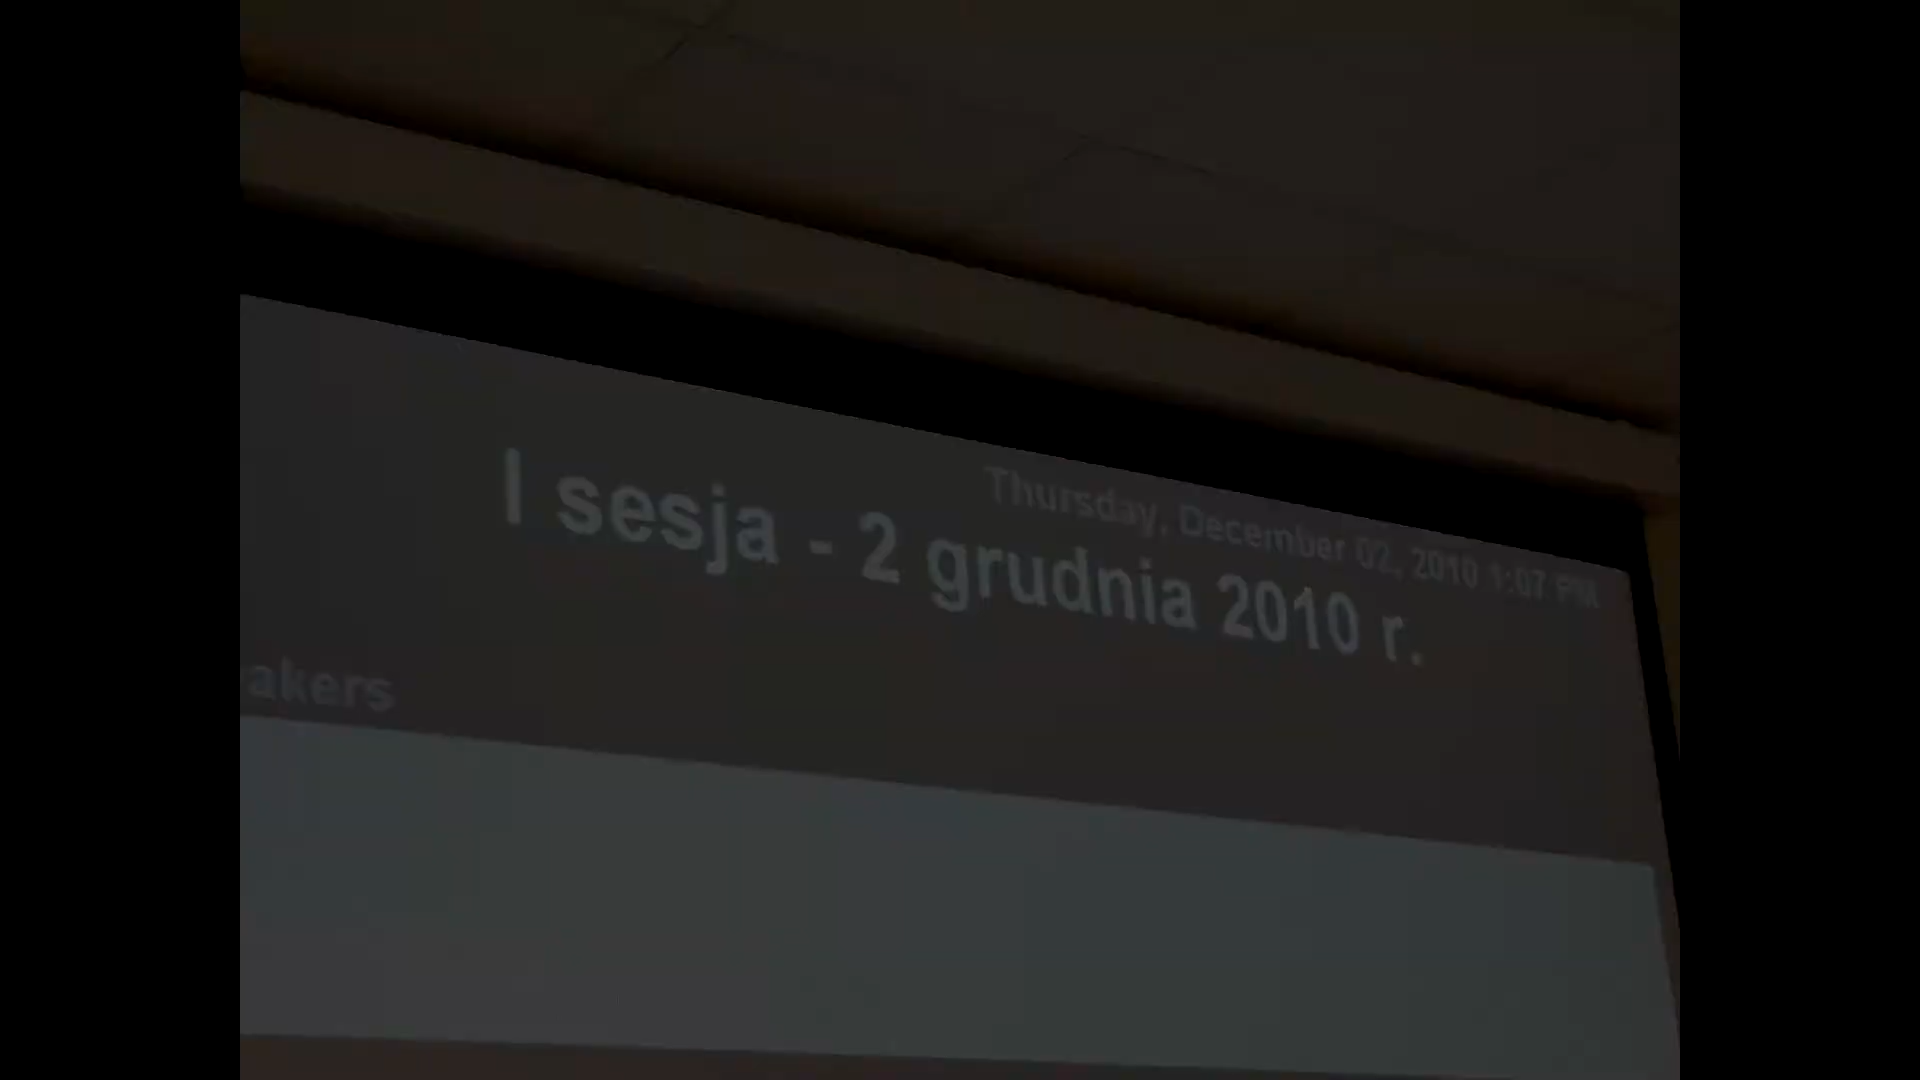 Thursday, December 02, 2010 1:07 PM
I sesja - 2 grudnia 2010 r.
akers